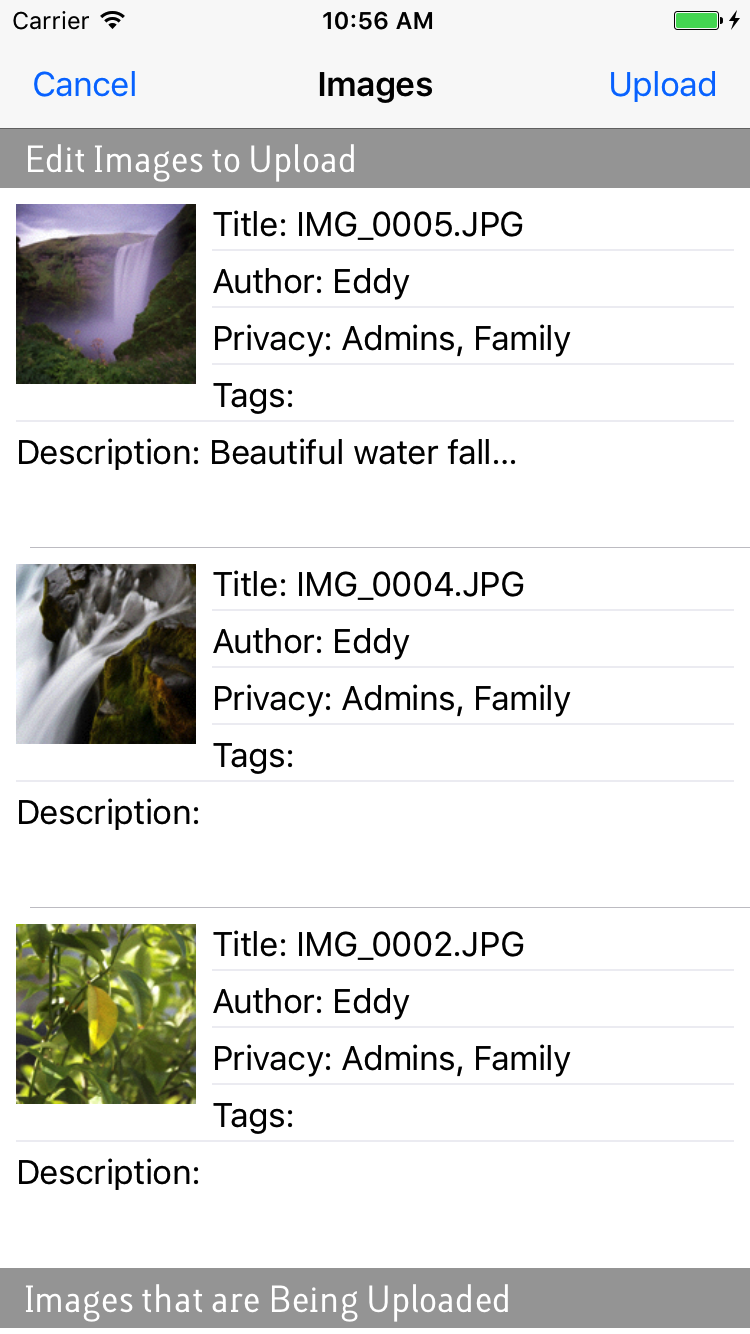 Carrier 10:56 AM
Cancel Images Upload
Edit Images to Upload
Title: IMG_0005.JPG
Author: Eddy
Privacy: Admins, Family
Tags:
Description: Beautiful water fall...
Title: IMG_0004.JPG
Author: Eddy
Privacy: Admins, Family
Tags:
Description:
Title: IMG_0002.JPG
Author: Eddy
Privacy: Admins, Family
Tags:
Description:
Images that are Being Uploaded